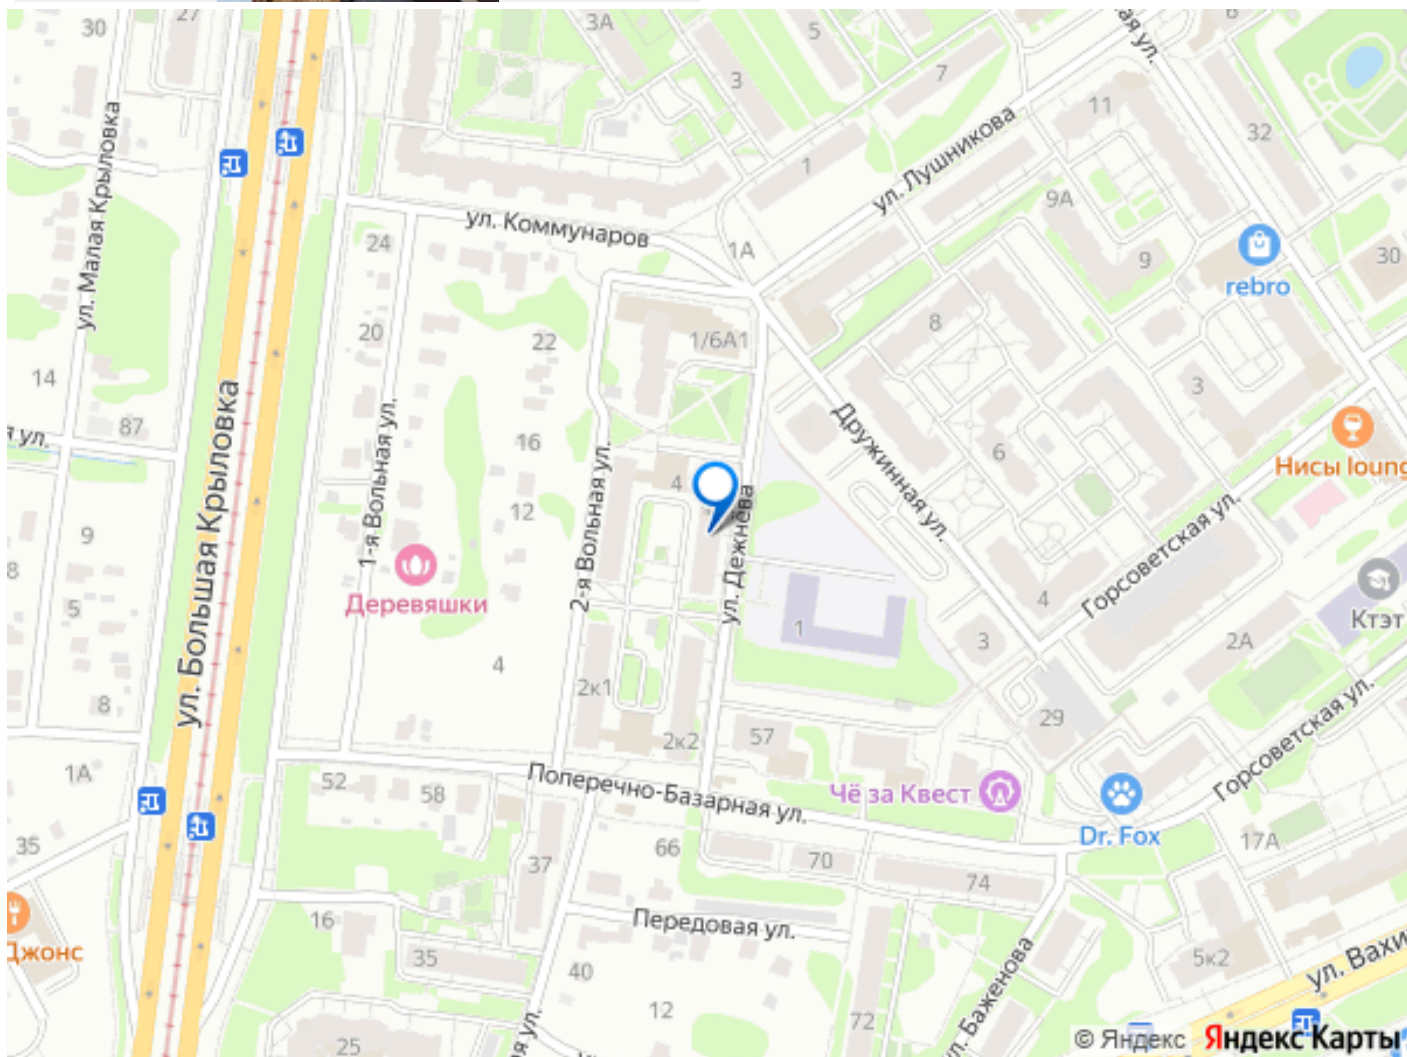 27
30
3А
5
3
7
11
32
1
ул. Малая Крыловка
ул. Лушникова
9А
ул. Коммунаров
24
1А
9
30
rebro
20
22
1/6А1
8
14
3
87
Дружинная ул.
16
6
Нисы loung
ул. Большая Крыловка
1-я Вольная ул.
2-я Вольная ул.
4
12
9
ул. Дежнёва
Горсоветская ул.
8
5
Деревяшки
4
1
3
Ктэт
2А
4
2к1
8
29
2к2
57
Горсоветская ул.
1А
52
58
Поперечно-Базарная ул.
Чё за Квест
Dr. Fox
17А
35
37
66
70
74
16
Передовая ул.
Джонс
35
40
5к2
ул. Вахи
12
72
ул. Баженова
25
© Яндекс Яндекс Карты